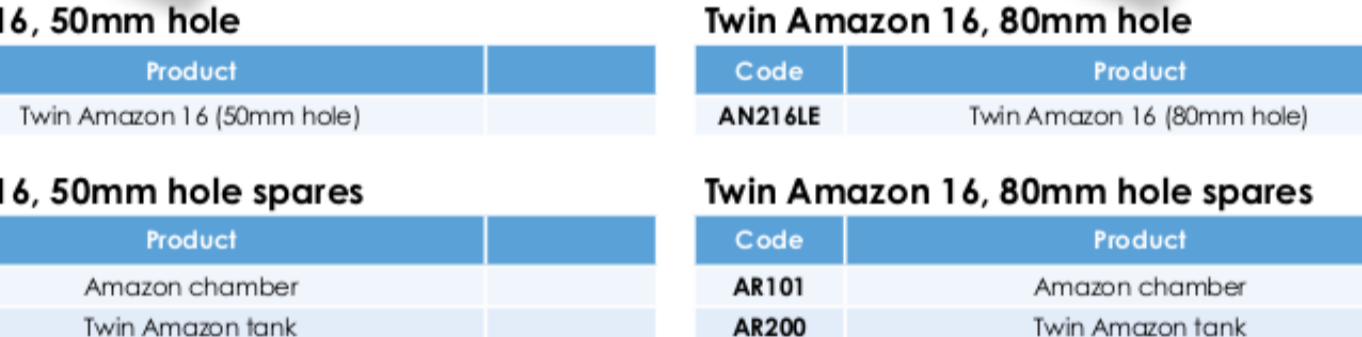 16, 50mm hole
Product
Twin Amazon 16 (50mm hole)
16, 50mm hole spares
Product
Amazon chamber
Twin Amazon tank
Twin Amazon 16, 80mm hole
Code Product
AN216LE Twin Amazon 16 (80mm hole)
Twin Amazon 16, 80mm hole spares
Code Product
AR101 Amazon chamber
AR200 Twin Amazon tank